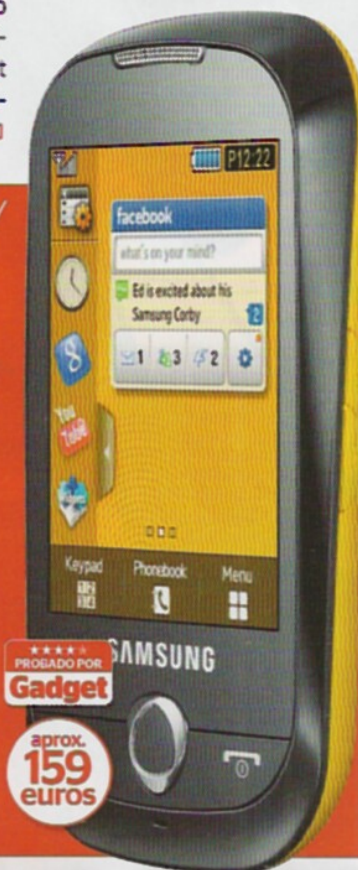 P12:22
facebook
what's on your mind?
Ed is excited about his
Samsung Corby
2
1 3 2
8
You
Tube
Keypad Phonebook Menu
SAMSUNG
PROBADO POR
Gadget
aprox.
159
euros